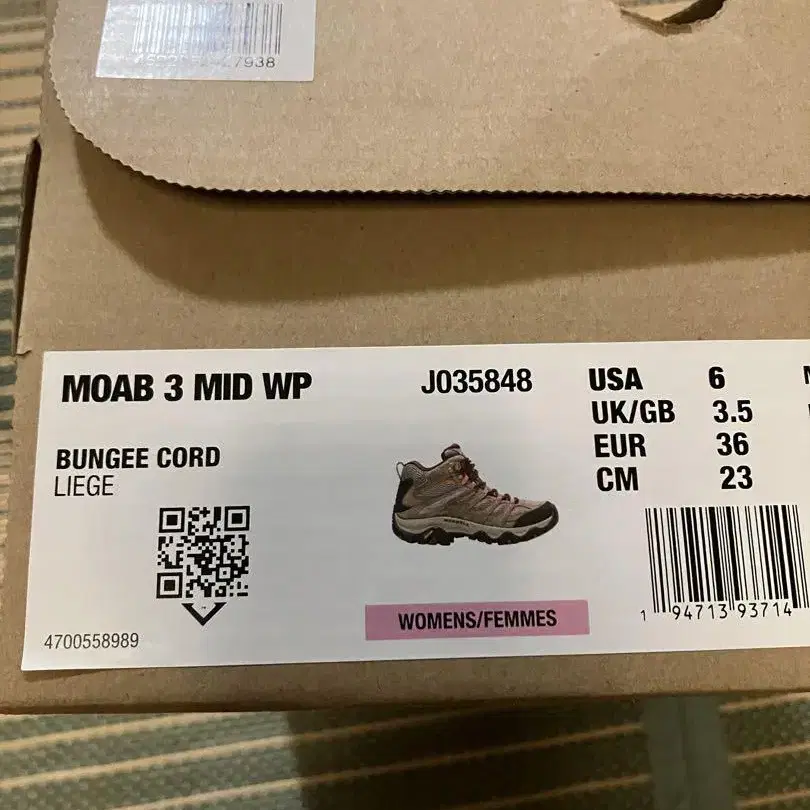 7938
MOAB 3 MID WP
J035848
USA 6
UK/GB 3.5
EUR 36
CM 23
BUNGEE CORD
LIEGE
WOMENS/FEMMES
4700558989
1 94713 93714